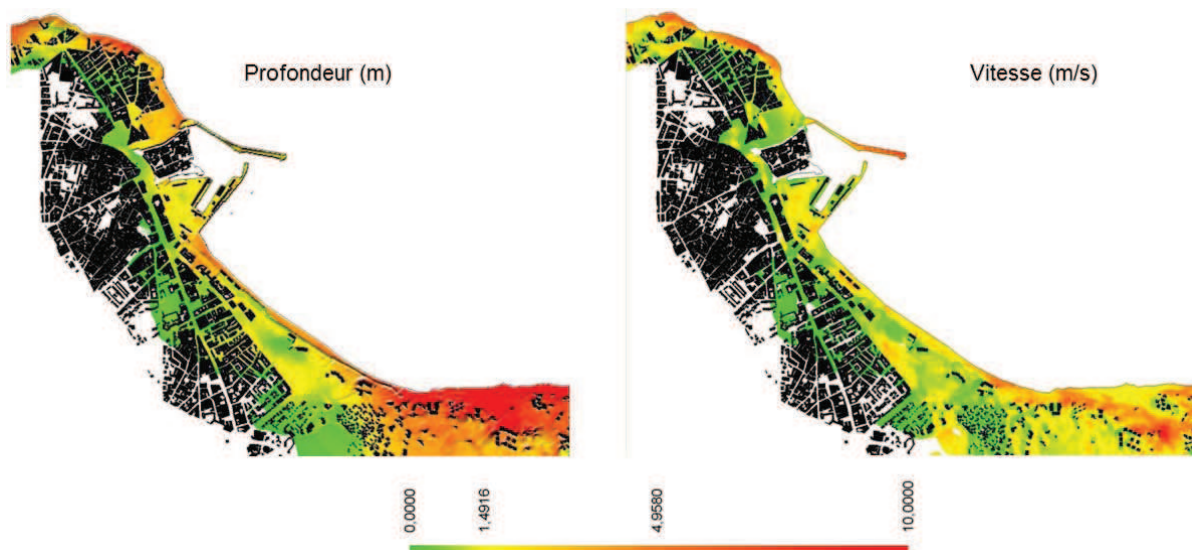 Profondeur (m)
Vitesse (m/s)
0,0000
1,4916
4,9580
10,0000